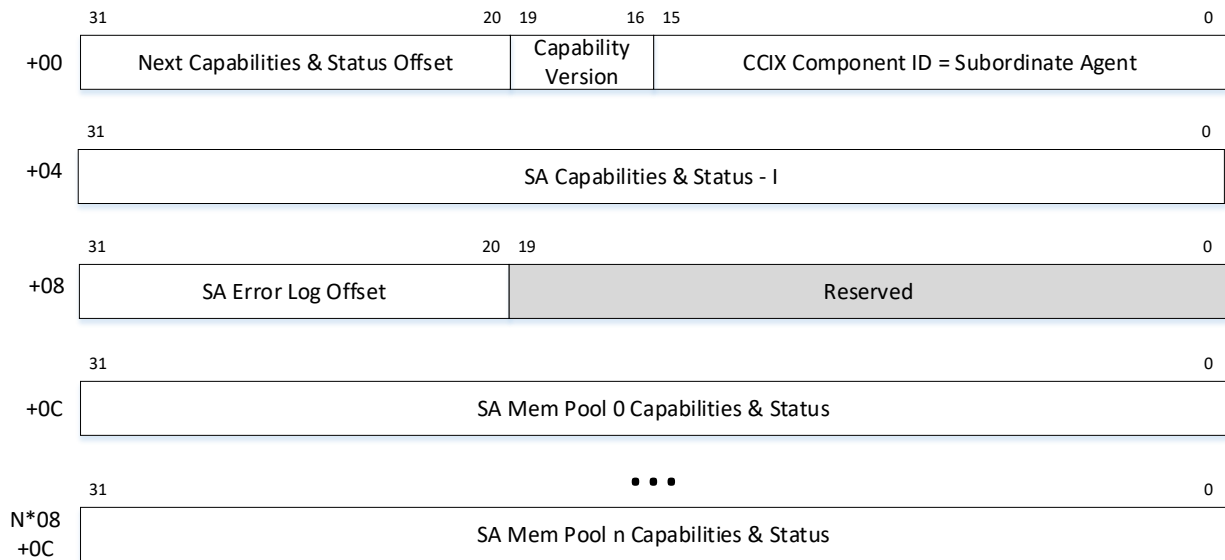 31 20 19 16 15 0
+00
Next Capabilities & Status Offset
Capability
Version
CCIX Component ID = Subordinate Agent
31 0
+04
SA Capabilities & Status - I
31 20 19 0
+08
SA Error Log Offset
Reserved
31 0
+0C
SA Mem Pool 0 Capabilities & Status
...
31 0
N*08
+0C
SA Mem Pool n Capabilities & Status